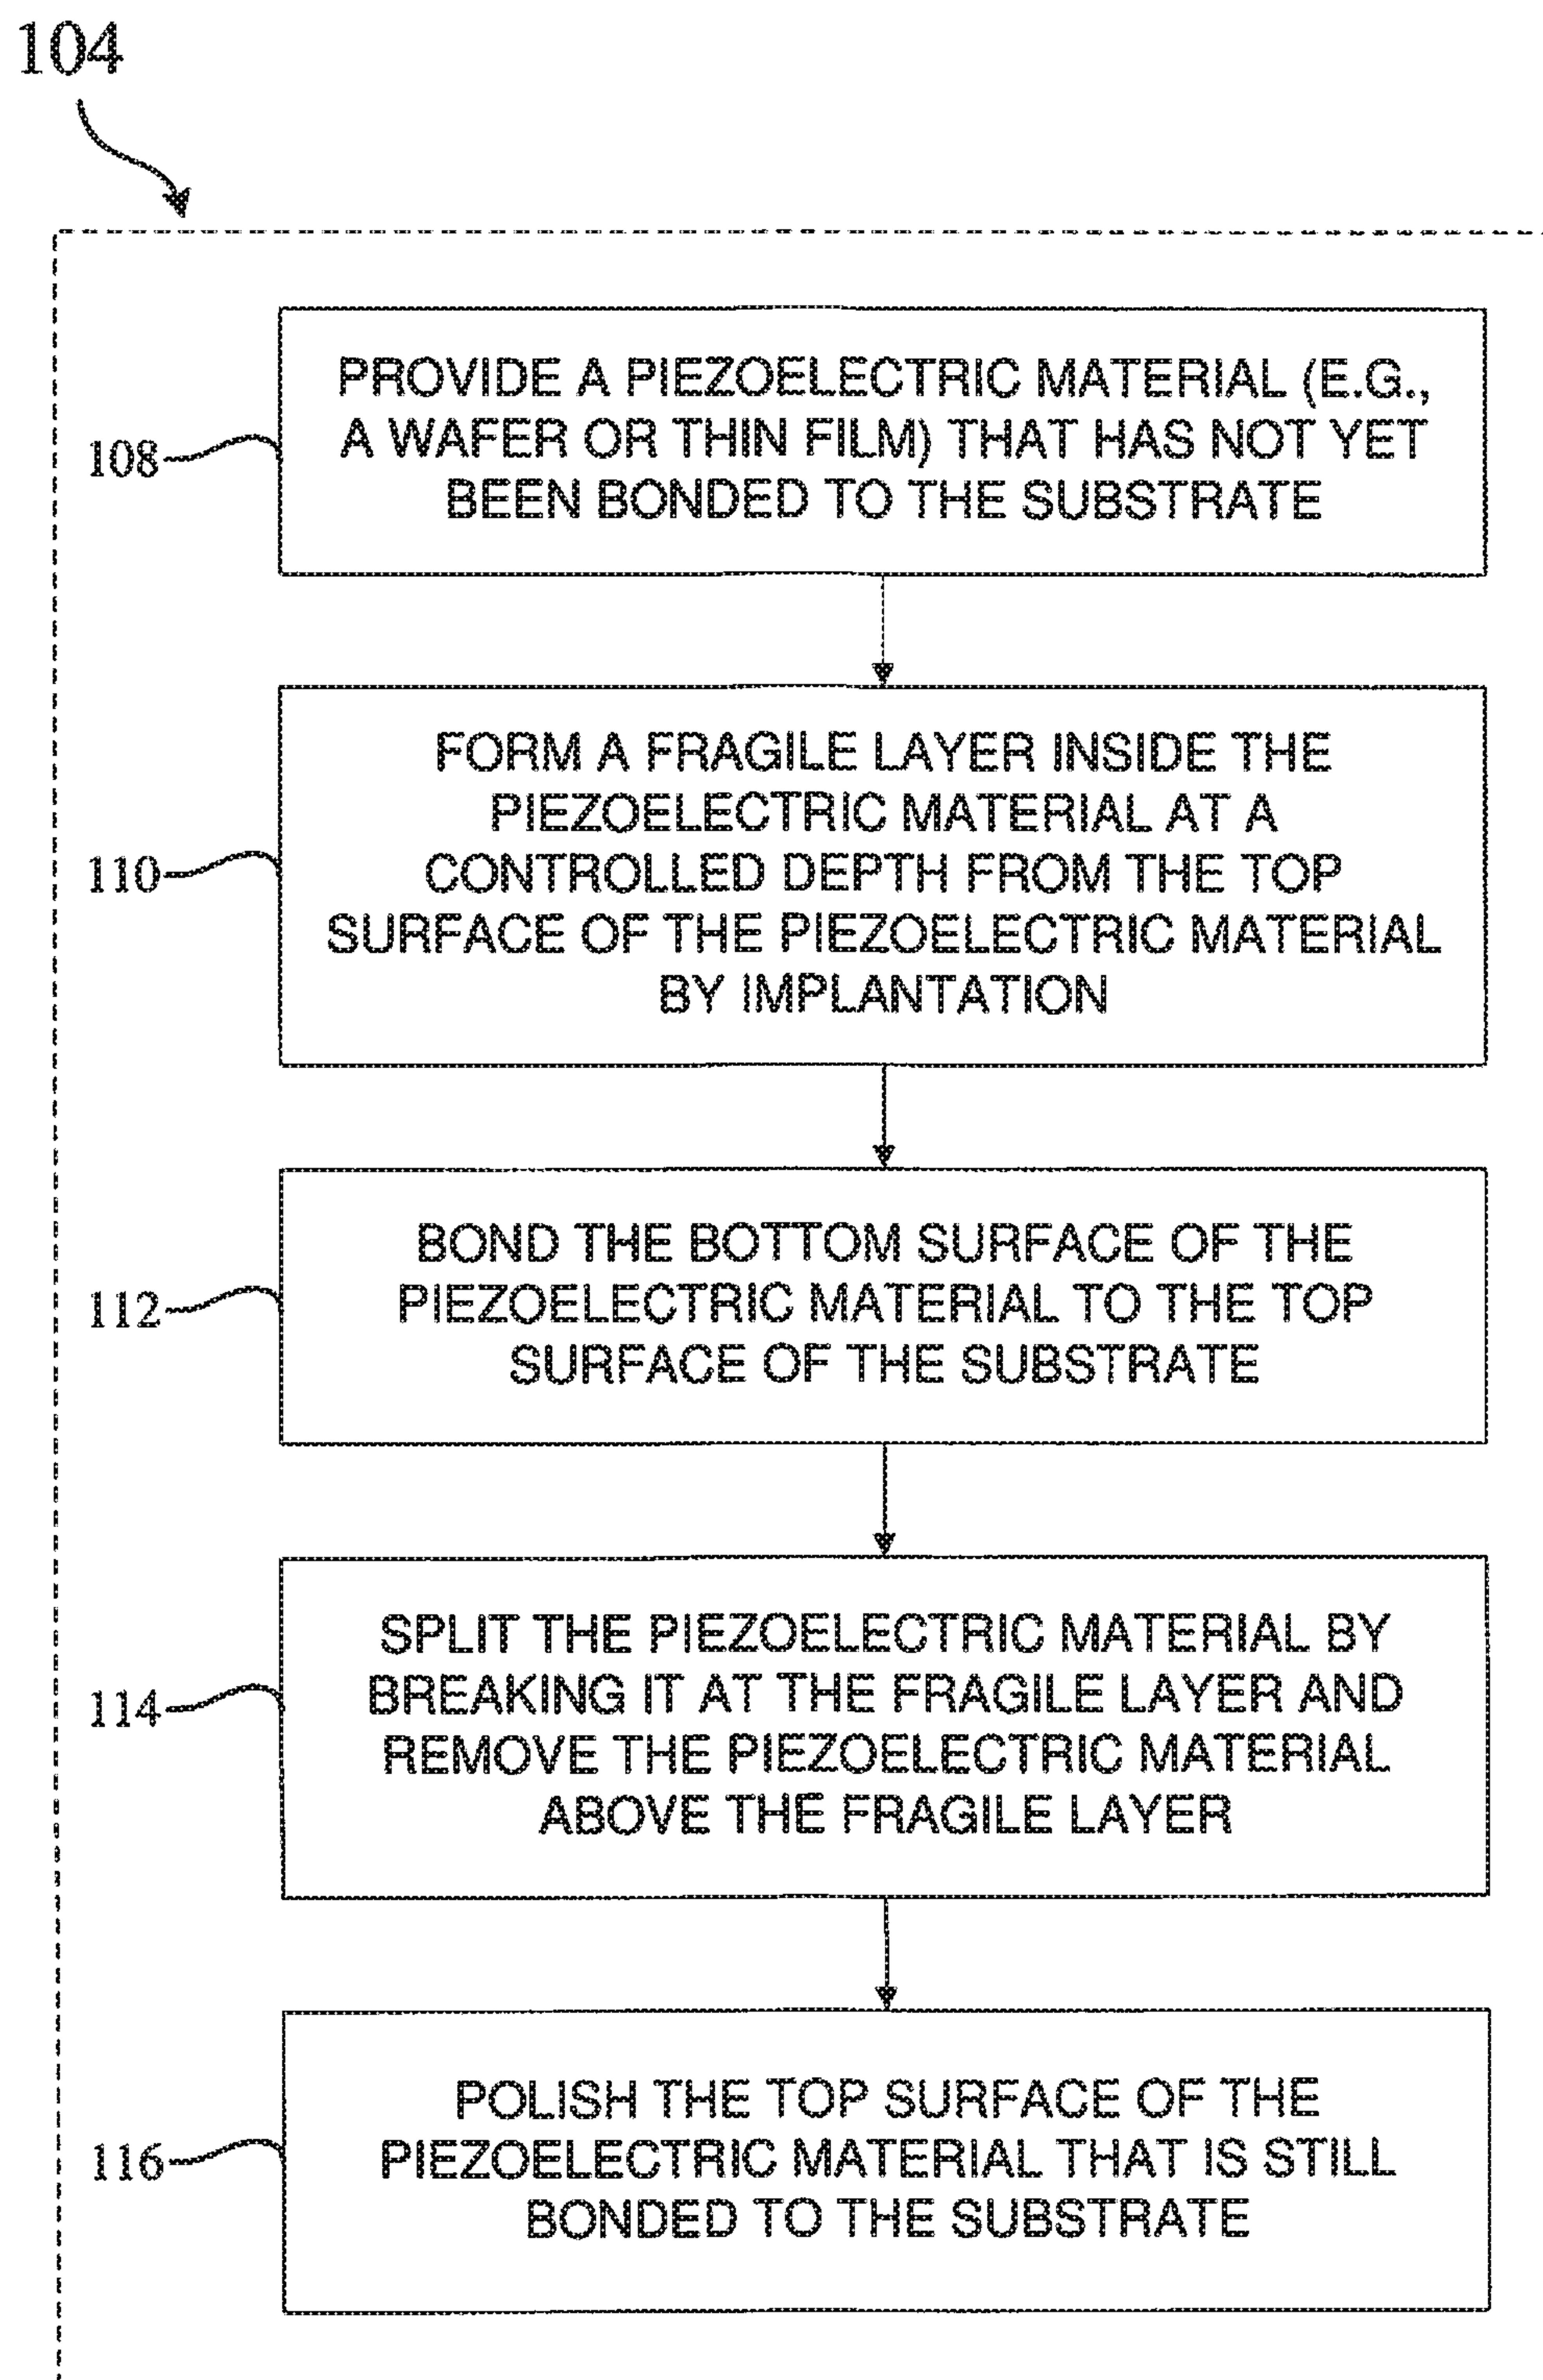 104
108
PROVIDE A PIEZOELECTRIC MATERIAL (E.G.,
A WAFER OR THIN FILM) THAT HAS NOT YET
BEEN BONDED TO THE SUBSTRATE
110
FORM A FRAGILE LAYER INSIDE THE
PIEZOELECTRIC MATERIAL AT A
CONTROLLED DEPTH FROM THE TOP
SURFACE OF THE PIEZOELECTRIC MATERIAL
BY IMPLANTATION
112
BOND THE BOTTOM SURFACE OF THE
PIEZOELECTRIC MATERIAL TO THE TOP
SURFACE OF THE SUBSTRATE
114
SPLIT THE PIEZOELECTRIC MATERIAL BY
BREAKING IT AT THE FRAGILE LAYER AND
REMOVE THE PIEZOELECTRIC MATERIAL
ABOVE THE FRAGILE LAYER
116
POLISH THE TOP SURFACE OF THE
PIEZOELECTRIC MATERIAL THAT IS STILL
BONDED TO THE SUBSTRATE